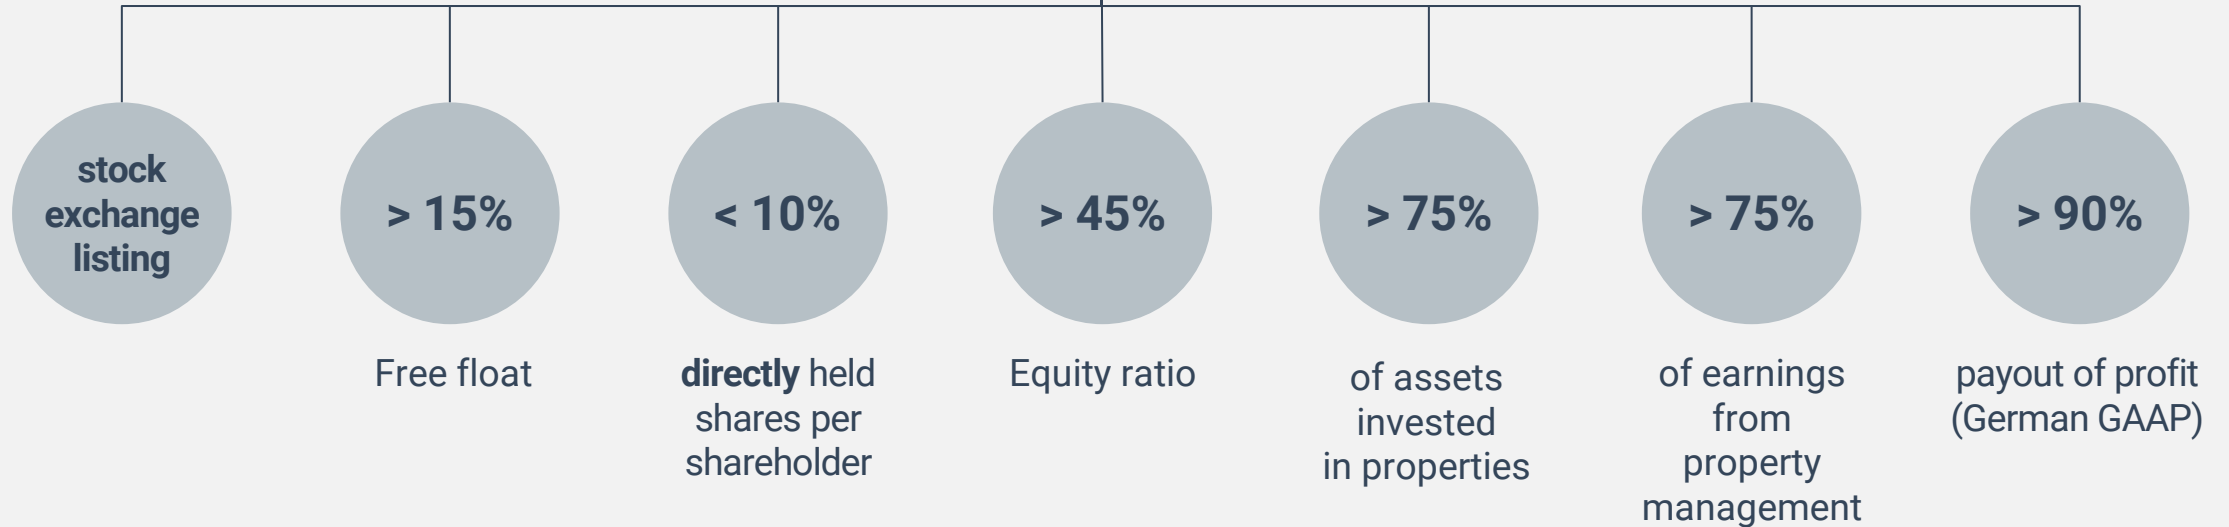 stock
exchange
listing
> 15%
Free float
< 10%
directly held
shares per
shareholder
> 45%
Equity ratio
> 75%
of assets
invested
in properties
> 75%
of earnings
from
property
management
> 90%
payout of profit
(German GAAP)